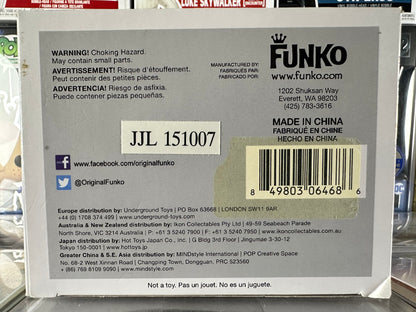 LUKE SKYWALKER
WARNING! Choking Hazard.
May contain small parts.
AVERTISSEMENT! Risque d'étouffement.
Peut contenir des petites pièces.
ADVERTENCIA! Riesgo de asfixia.
Puede contener piezas pequeñas.
MANUFACTURED BY:
FABRIQUÉ PAR:
FABRICADO POR:
FUNKO
www.funko.com
1202 Shuksan Way
Everett, WA 98203
(425) 783-3616
MADE IN CHINA
FABRIQUÉ EN CHINE
HECHO EN CHINA
JJL 151007
www.facebook.com/originalfunko
@OriginalFunko
8 49803 06468 6
Europe distribution by: Underground Toys | PO Box 63668 | LONDON SW11 9AR
+44 (0) 1708 374 499 | www.underground-toys.com
Australia & New Zealand distribution by: Ikon Collectables Pty Ltd | 49-59 Seabeach Parade
North Shore, VIC 3214 Australia | P: +61 3 5240 7900 | F: +61 3 5240 7950 | www.ikoncollectables.com.au
Japan distribution by: Hot Toys Japan Co., Inc. | G Bldg 3rd Floor | Jingumae 3-30-12
Tokyo 150-0001 | www.hottoys.jp
Greater China & S.E. Asia distribution by: MINDstyle International | POP Creative Space
No. 68-2 West Xinnan Road | Changping Town, Dongguan, PRC 523560
+ (86) 768 8109 9090 | www.mindstyle.com
Not a toy. Pas un jouet. No es un juguete.